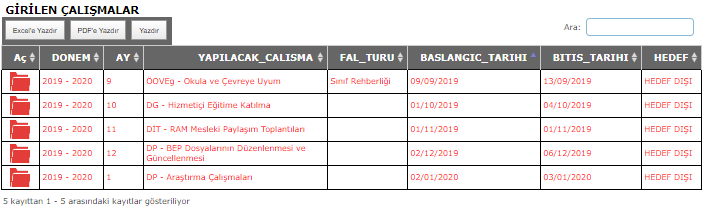 GİRİLEN ÇALIŞMALAR
Excel'e Yazdır PDF'e Yazdır Yazdır Ara:
Aç DONEM AY YAPILACAK_CALISMA FAL_TURU BASLANGIC_TARIHI BITIS_TARIHI HEDEF
2019 - 2020 9 ÖÖVEg - Okula ve Çevreye Uyum Sınıf Rehberliği 09/09/2019 13/09/2019 HEDEF DIŞI
2019 - 2020 10 DG - Hizmetiçi Eğitime Katılma 01/10/2019 04/10/2019 HEDEF DIŞI
2019 - 2020 11 DİT - RAM Mesleki Paylaşım Toplantıları 01/11/2019 01/11/2019 HEDEF DIŞI
2019 - 2020 12 DP - BEP Dosyalarının Düzenlenmesi ve
Güncellenmesi 02/12/2019 06/12/2019 HEDEF DIŞI
2019 - 2020 1 DP - Araştırma Çalışmaları 02/01/2020 03/01/2020 HEDEF DIŞI
5 kayıttan 1 - 5 arasındaki kayıtlar gösteriliyor